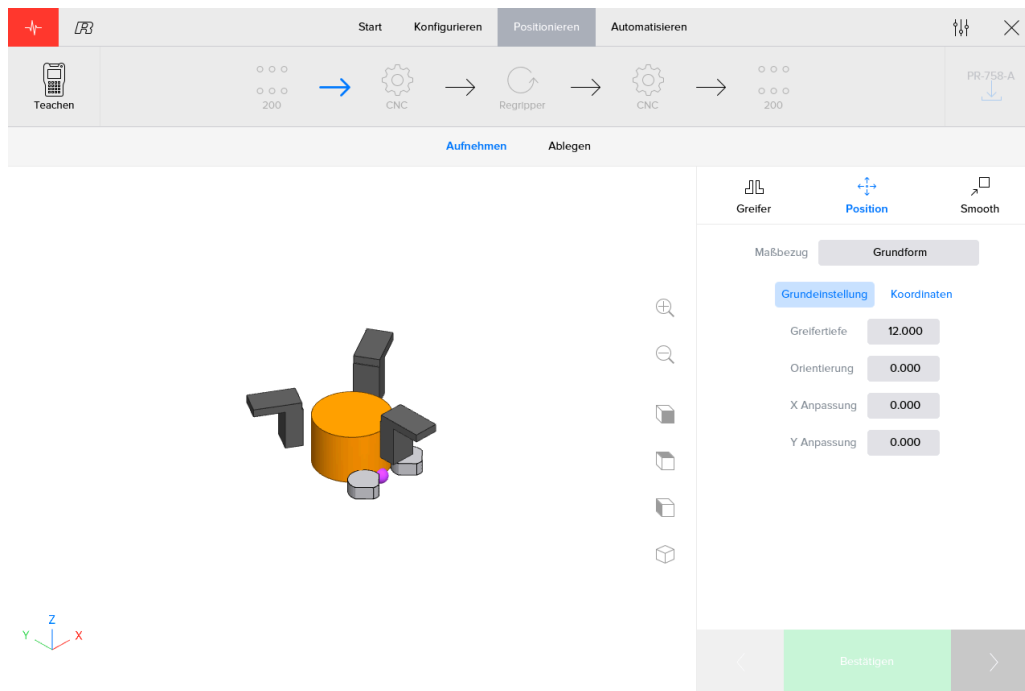 Start Konfigurieren Positionieren Automatisieren
Teachen
200
CNC
Regripper
CNC
200
PR-758-A
Aufnehmen Ablegen
Greifer Position Smooth
Maßbezug Grundform
Grundeinstellung Koordinaten
Greifertiefe 12.000
Orientierung 0.000
X Anpassung 0.000
Y Anpassung 0.000
Z
Y X
Bestätigen